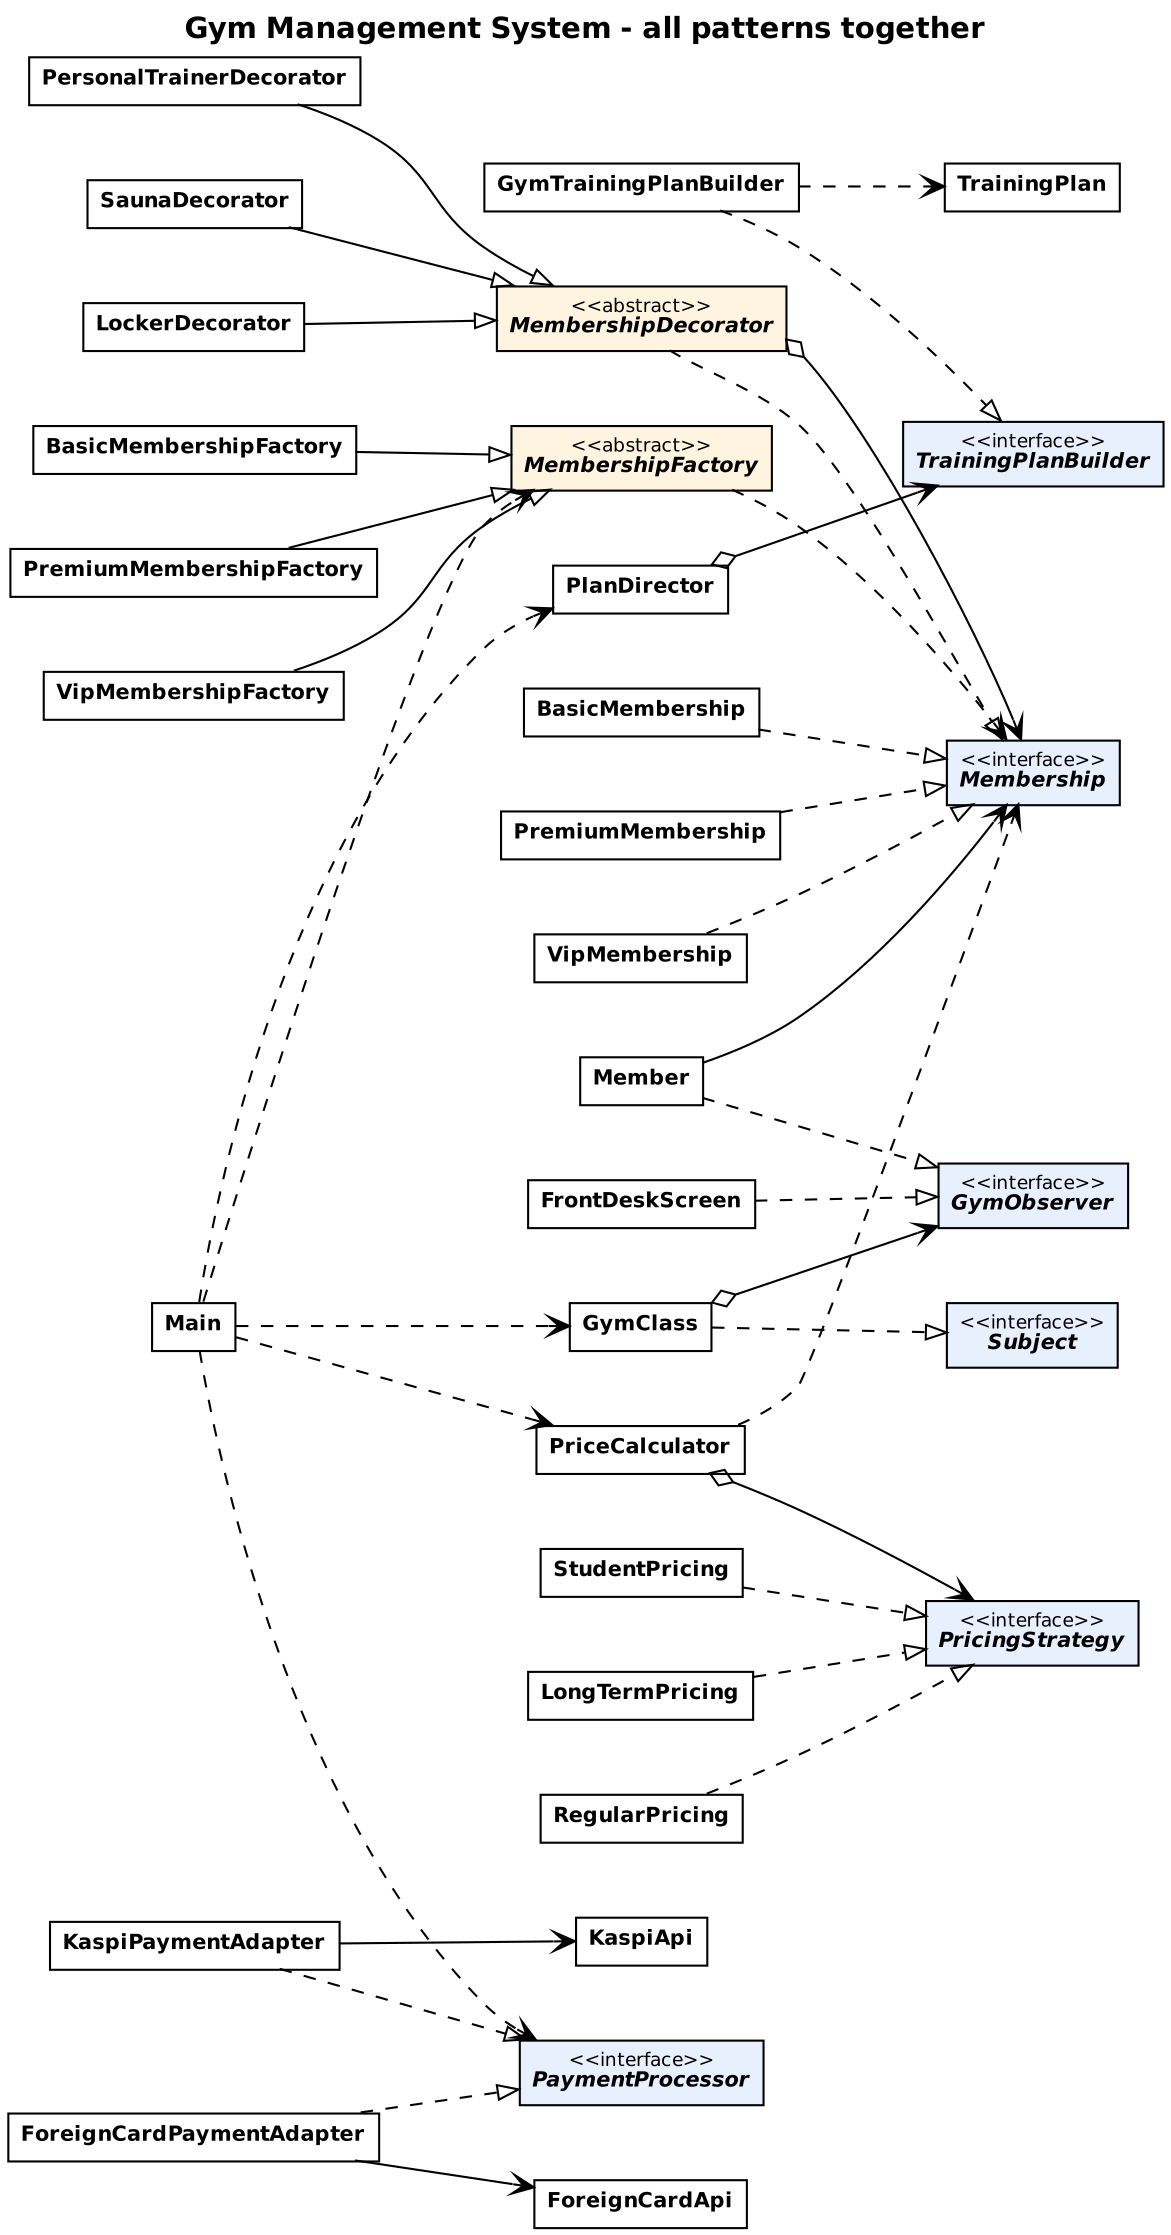 Gym Management System - all patterns together
PersonalTrainerDecorator
GymTrainingPlanBuilder
TrainingPlan
SaunaDecorator
<<abstract>>
MembershipDecorator
LockerDecorator
BasicMembershipFactory
<<abstract>>
MembershipFactory
<<interface>>
TrainingPlanBuilder
PremiumMembershipFactory
PlanDirector
VipMembershipFactory
BasicMembership
<<interface>>
Membership
PremiumMembership
VipMembership
Member
FrontDeskScreen
<<interface>>
GymObserver
Main
GymClass
<<interface>>
Subject
PriceCalculator
StudentPricing
<<interface>>
PricingStrategy
LongTermPricing
RegularPricing
KaspiPaymentAdapter
KaspiApi
<<interface>>
PaymentProcessor
ForeignCardPaymentAdapter
ForeignCardApi